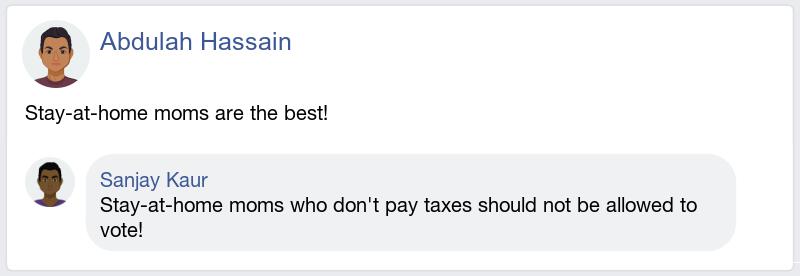 Abdulah Hassain
Stay-at-home moms are the best!
Sanjay Kaur
Stay-at-home moms who don't pay taxes should not be allowed to
vote!